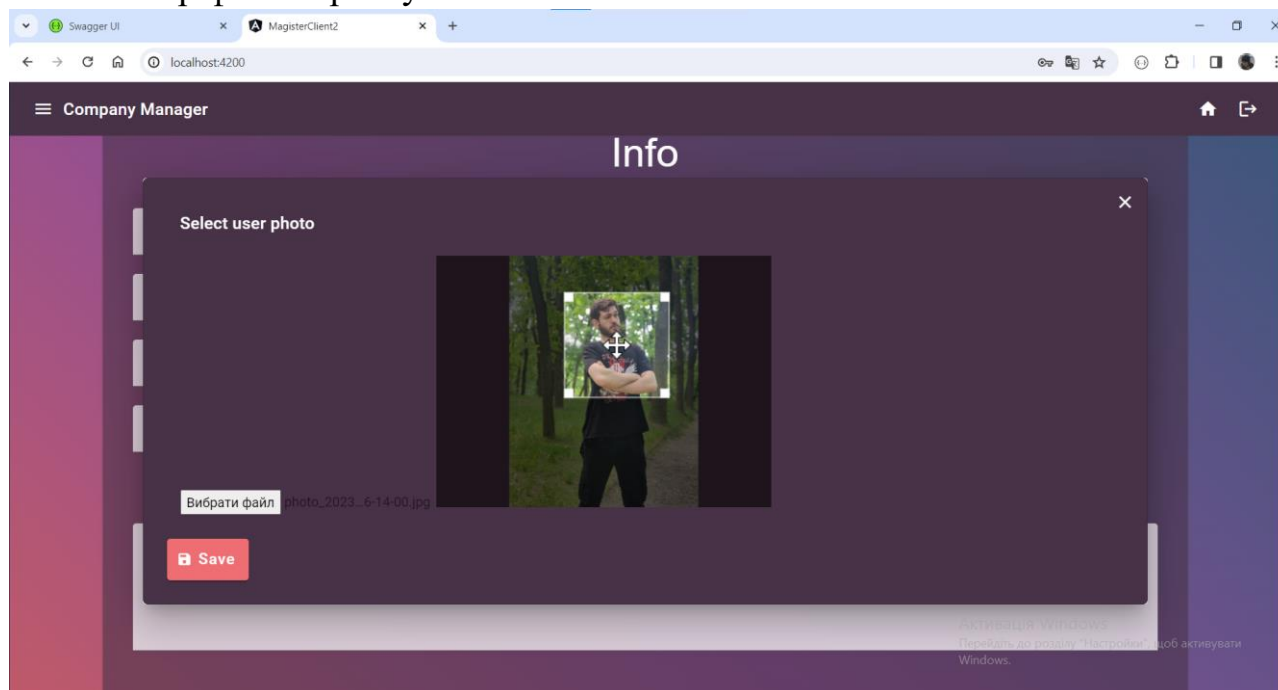 Swagger UI
MagisterClient2
localhost:4200
Company Manager
Info
Select user photo
Вибрати файл photo_2023...6-14-00.jpg
Save
Активація Windows
Перейдіть до розділу "Настройки", щоб активувати
Windows.